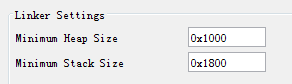 Linker Settings
Minimum Heap Size 0x1000
Minimum Stack Size 0x1800